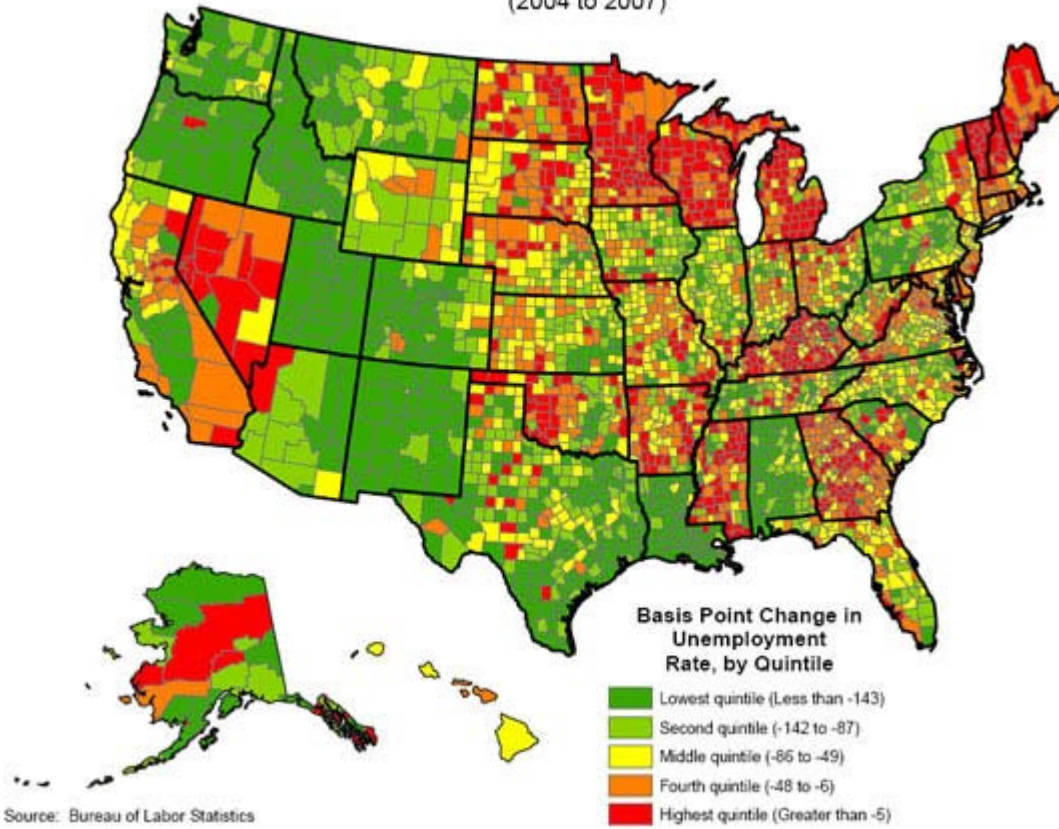 (2004 to 2007)
Basis Point Change in
Unemployment
Rate, by Quintile
Lowest quintile (Less than -143)
Second quintile (-142 to -87)
Middle quintile (-86 to -49)
Fourth quintile (-48 to -6)
Highest quintile (Greater than -5)
Source: Bureau of Labor Statistics